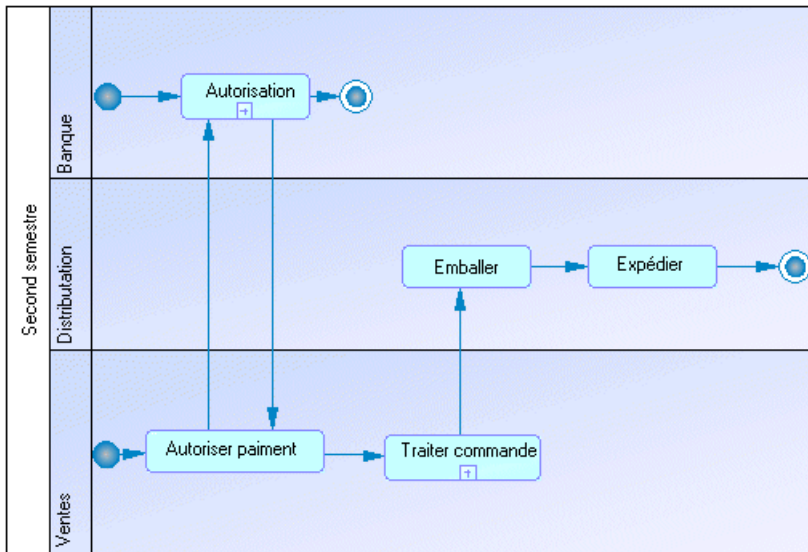 Second semestre
Banque
Autorisation
Distributation
Emballer
Expédier
Ventes
Autoriser paiment
Traiter commande